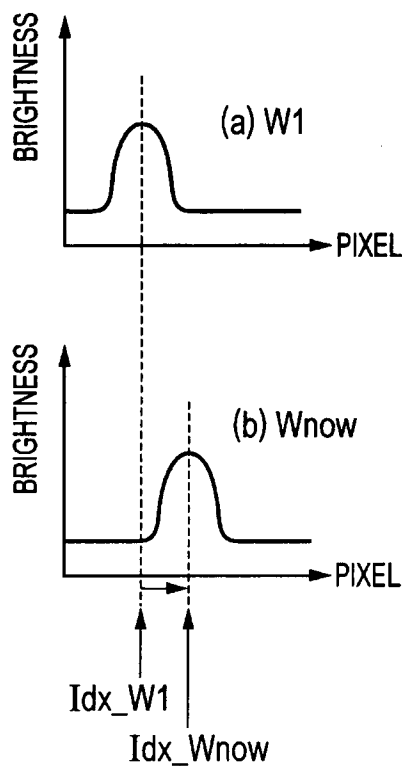 BRIGHTNESS
(a) W1
PIXEL
BRIGHTNESS
(b) Wnow
PIXEL
Idx_W1
Idx_Wnow